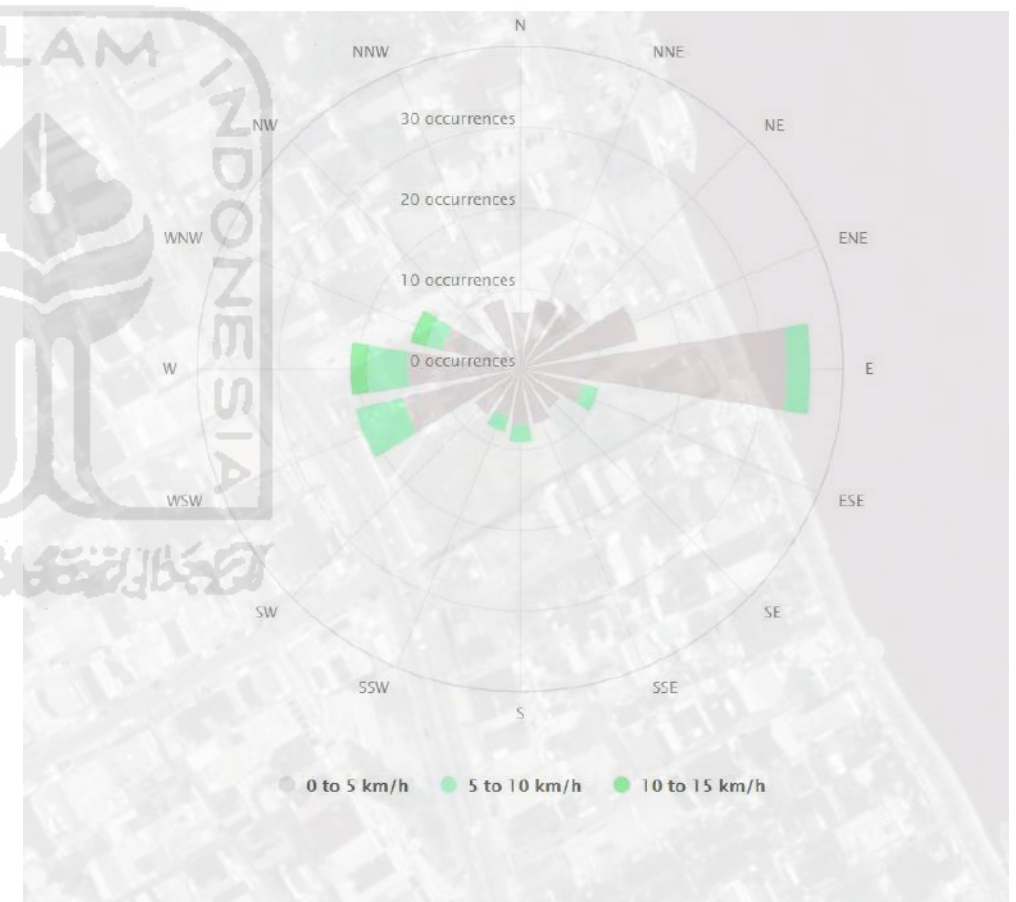 LAM
INDONESIA
N
NNW NNE
30 occurrences
NW NE
20 occurrences
WNW ENE
10 occurrences
0 occurrences
W E
WSW ESE
SW SE
SSW SSE
S
0 to 5 km/h 5 to 10 km/h 10 to 15 km/h